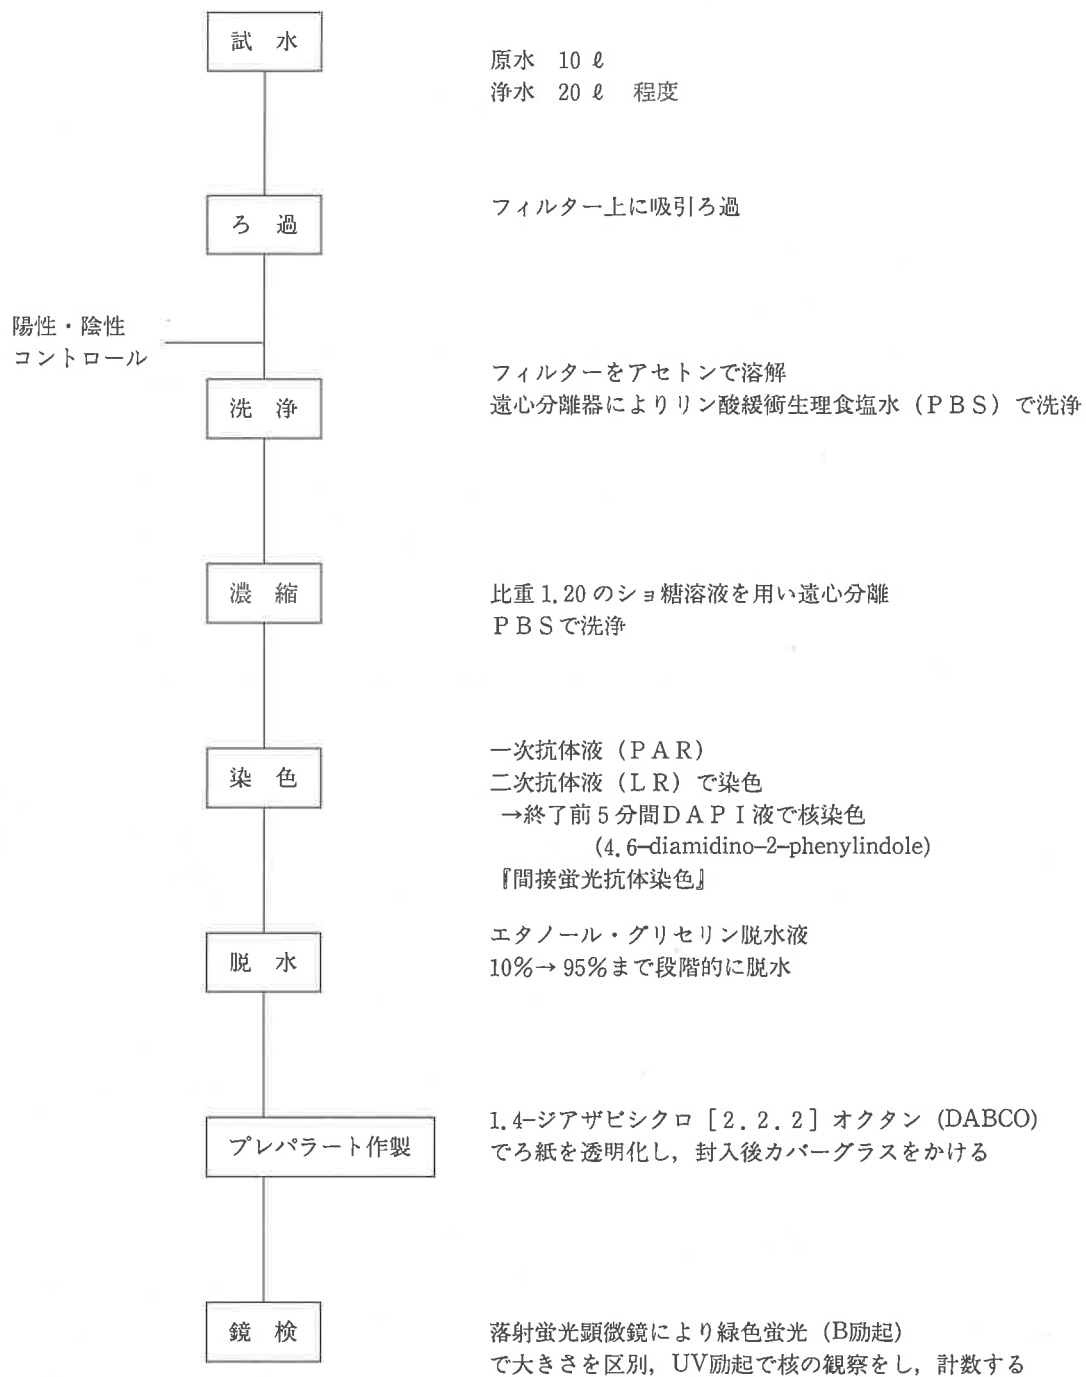 試 水
原水 10 ℓ
浄水 20 ℓ 程度
ろ 過
フィルター上に吸引ろ過
陽性・陰性
コントロール
フィルターをアセトンで溶解
洗 浄
遠心分離器によりリン酸緩衝生理食塩水（ＰＢＳ）で洗浄
濃 縮
比重 1.20 のショ糖溶液を用い遠心分離
ＰＢＳで洗浄
一次抗体液（ＰＡＲ）
染 色
二次抗体液（ＬＲ）で染色
→終了前５分間ＤＡＰＩ液で核染色
(4.6–diamidino–2–phenylindole)
『間接蛍光抗体染色』
エタノール・グリセリン脱水液
脱 水
10％→ 95％まで段階的に脱水
1.4–ジアザビシクロ［２.２.２］オクタン (DABCO)
プレパラート作製
でろ紙を透明化し，封入後カバーグラスをかける
鏡 検
落射蛍光顕微鏡により緑色蛍光（B励起）
で大きさを区別，UV励起で核の観察をし，計数する